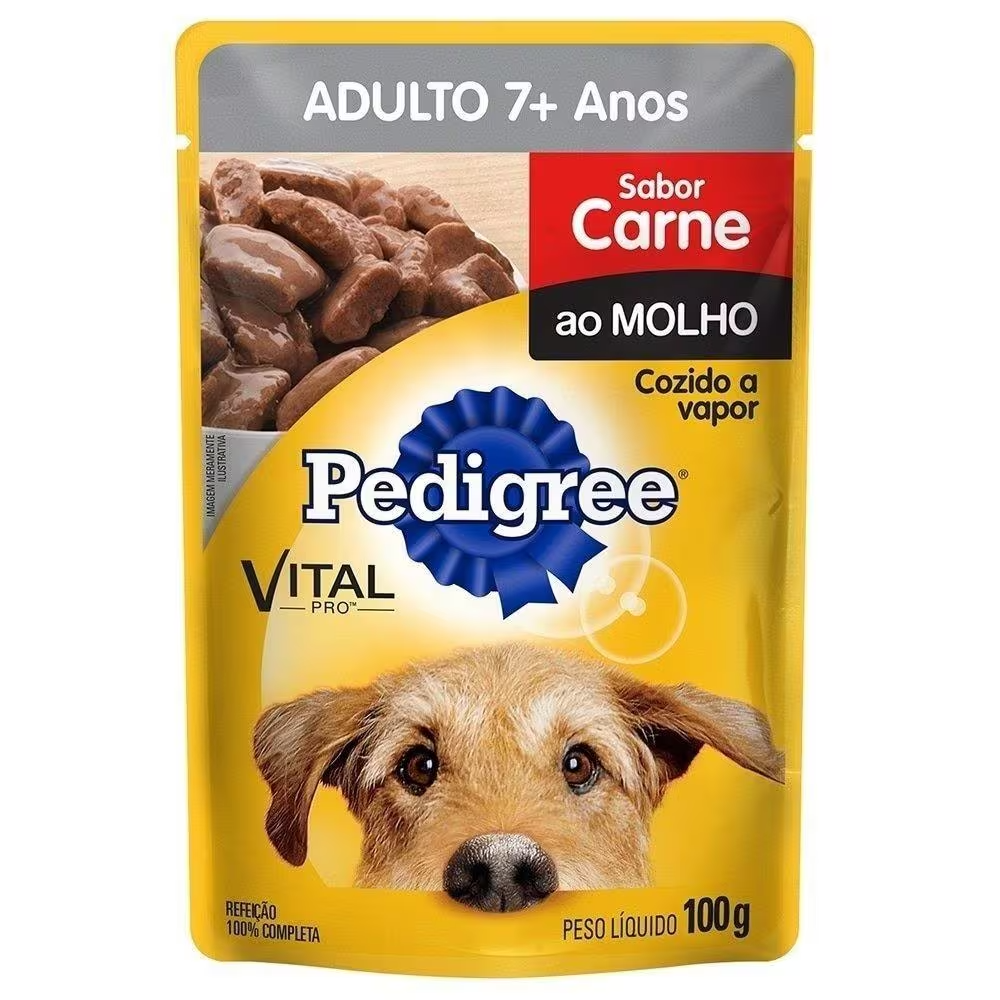 ADULTO 7+ Anos
Sabor
Carne
ao MOLHO
Cozido a
vapor
IMAGEM MERAMENTE
ILUSTRATIVA
Pedigree®
VITAL
PRO™
REFEIÇÃO
100% COMPLETA
PESO LÍQUIDO 100g